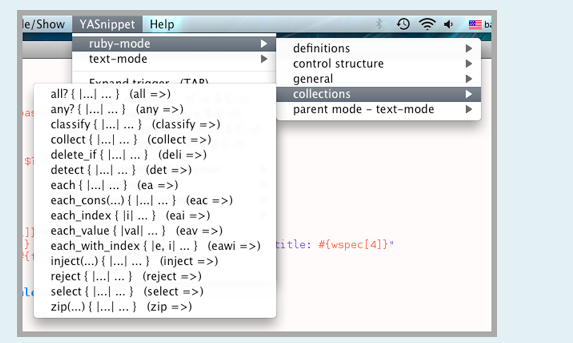 le/Show YASnippet Help
ruby-mode
text-mode
Expand trigger (TAB)
definitions
control structure
general
collections
parent mode – text-mode
all? { |...| ... } (all =>)
any? { |...| ... } (any =>)
classify { |...| ... } (classify =>)
collect { |...| ... } (collect =>)
delete_if { |...| ... } (deli =>)
detect { |...| ... } (det =>)
each { |...| ... } (ea =>)
each_cons(...) { |...| ... } (eac =>)
each_index { |i| ... } (eai =>)
each_value { |val| ... } (eav =>)
each_with_index { |e, i| ... } (eawi =>)
inject(...) { |...| ... } (inject =>)
reject { |...| ... } (reject =>)
select { |...| ... } (select =>)
zip(...) { |...| ... } (zip =>)
title: #{wspec[4]}"